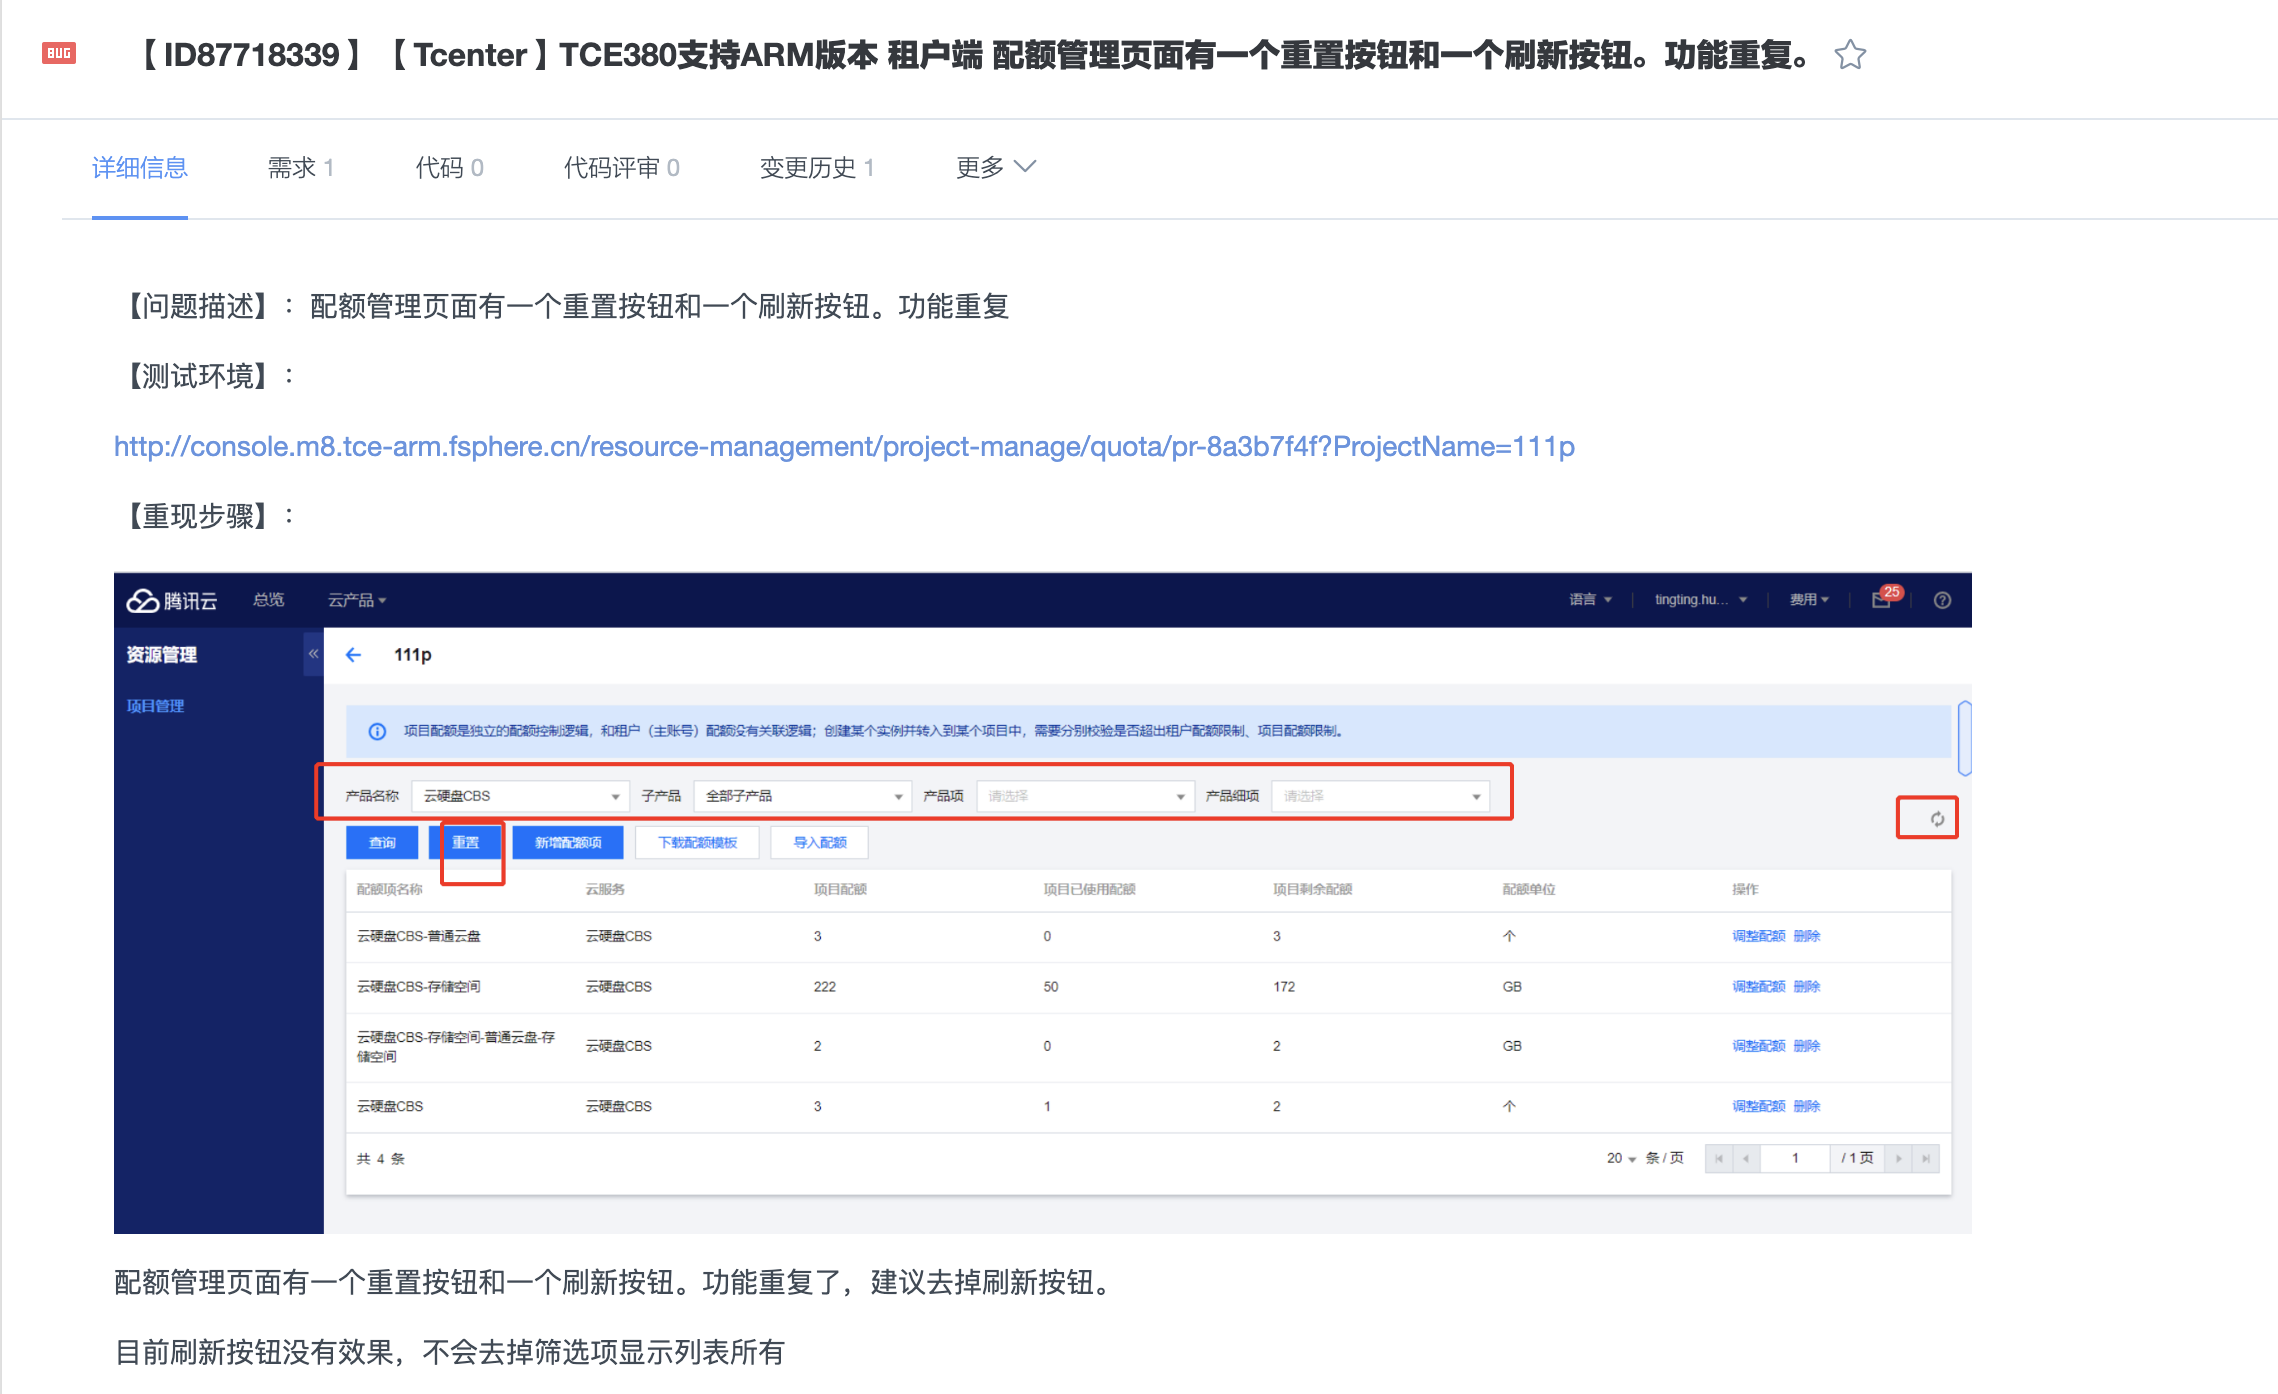 BUG 【ID87718339】【Tcenter】TCE380支持ARM版本 租户端 配额管理页面有一个重置按钮和一个刷新按钮。功能重复。
详细信息 需求 1 代码 0 代码评审 0 变更历史 1 更多
【问题描述】：配额管理页面有一个重置按钮和一个刷新按钮。功能重复
【测试环境】：
http://console.m8.tce-arm.fsphere.cn/resource-management/project-manage/quota/pr-8a3b7f4f?ProjectName=111p
【重现步骤】：
腾讯云 总览 云产品 语言 tingting.hu... 费用 25
资源管理 « 111p
项目管理
项目配额是独立的配额控制逻辑，和租户（主账号）配额没有关联逻辑；创建某个实例并转入到某个项目中，需要分别校验是否超出租户配额限制、项目配额限制。
产品名称 云硬盘CBS 子产品 全部子产品 产品项 请选择 产品细项 请选择
查询 重置 新增配额项 下载配额模板 导入配额
配额项名称 云服务 项目配额 项目已使用配额 项目剩余配额 配额单位 操作
云硬盘CBS-普通云盘 云硬盘CBS 3 0 3 个 调整配额 删除
云硬盘CBS-存储空间 云硬盘CBS 222 50 172 GB 调整配额 删除
云硬盘CBS-存储空间-普通云盘-存
储空间 云硬盘CBS 2 0 2 GB 调整配额 删除
云硬盘CBS 云硬盘CBS 3 1 2 个 调整配额 删除
共 4 条 20 条 / 页 1 / 1 页
配额管理页面有一个重置按钮和一个刷新按钮。功能重复了，建议去掉刷新按钮。
目前刷新按钮没有效果，不会去掉筛选项显示列表所有